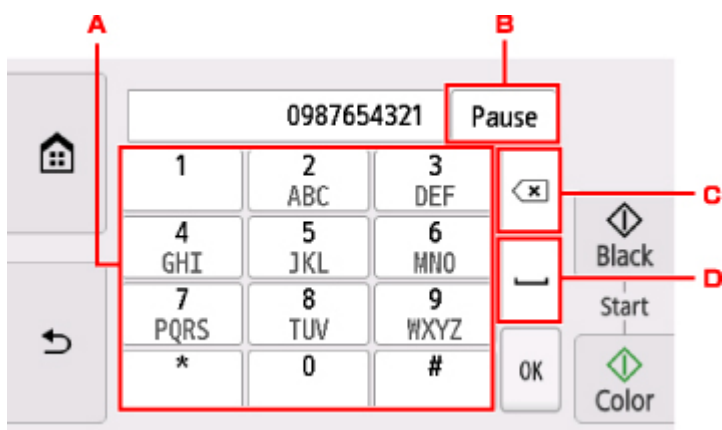 A
B
0987654321 Pause
1 2 3
ABC DEF
C
4 5 6
GHI JKL MNO
Black
D
7 8 9
PQRS TUV WXYZ
Start
* 0 # OK
Color